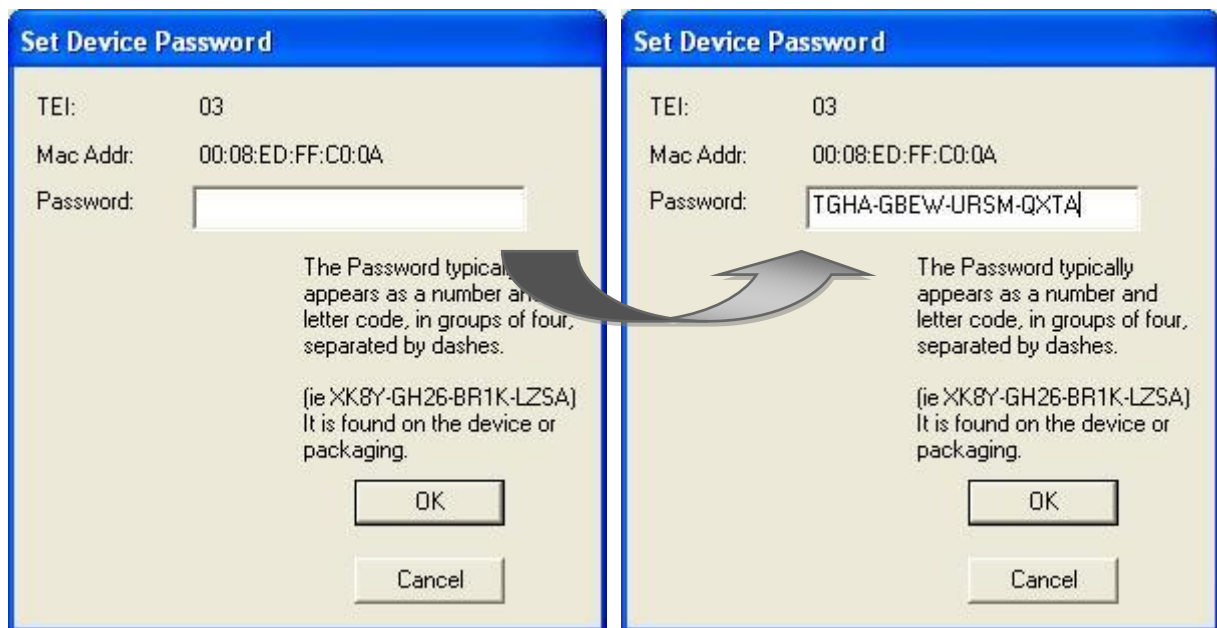 Set Device Password
TEI: 03
Mac Addr: 00:08:ED:FF:C0:0A
Password:
The Password
appears as a number
letter code, in groups of four,
separated by dashes.
(ie XK8Y-GH26-BR1K-LZSA)
It is found on the device or
packaging.
OK
Cancel
Set Device Password
TEI: 03
Mac Addr: 00:08:ED:FF:C0:0A
Password: TGHA-GBEW-URSM-QXTA
The Password typically
appears as a number and
letter code, in groups of four,
separated by dashes.
(ie XK8Y-GH26-BR1K-LZSA)
It is found on the device or
packaging.
OK
Cancel